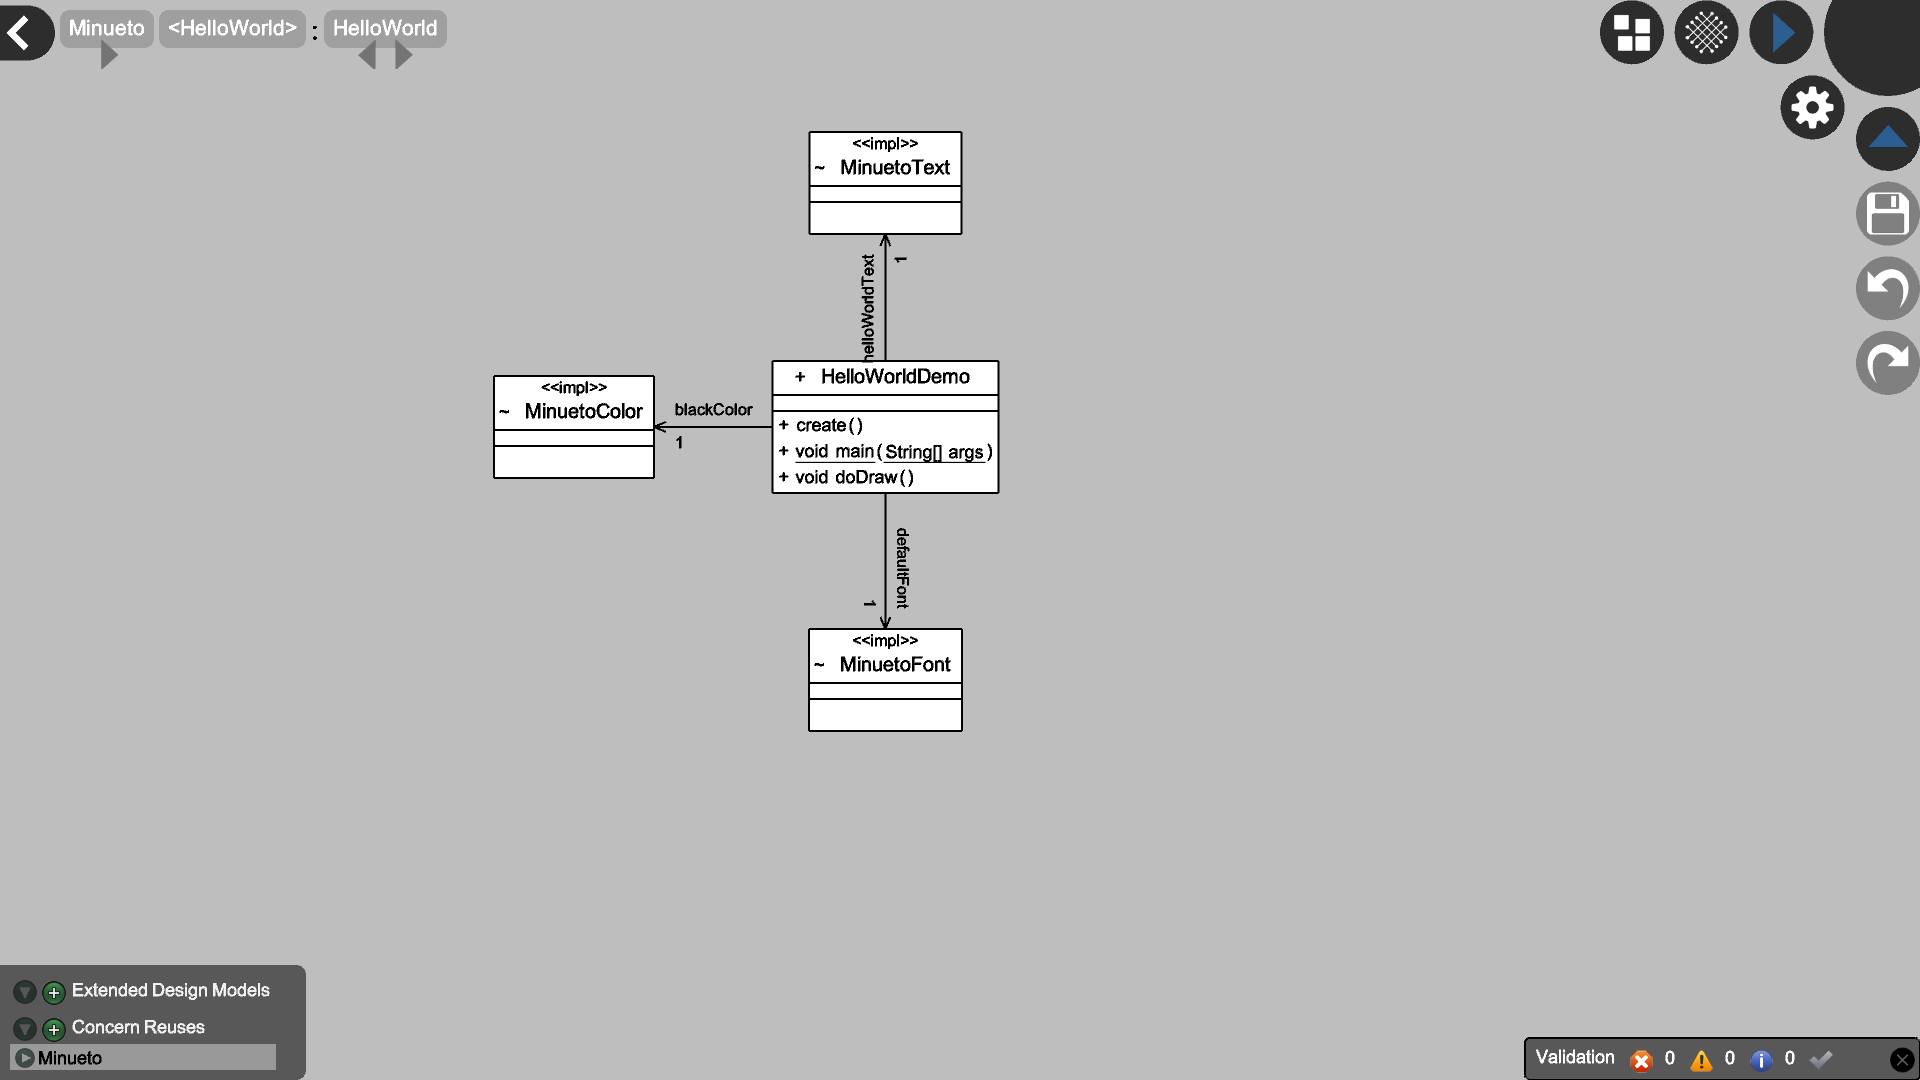 Minueto <HelloWorld> : HelloWorld
<<impl>>
~ MinuetoText
helloWorldText
1
<<impl>>
~ MinuetoColor
blackColor
1
+ HelloWorldDemo
+ create()
+ void main(String[] args)
+ void doDraw()
defaultFont
1
<<impl>>
~ MinuetoFont
Extended Design Models
Concern Reuses
Minueto
Validation 0 0 0